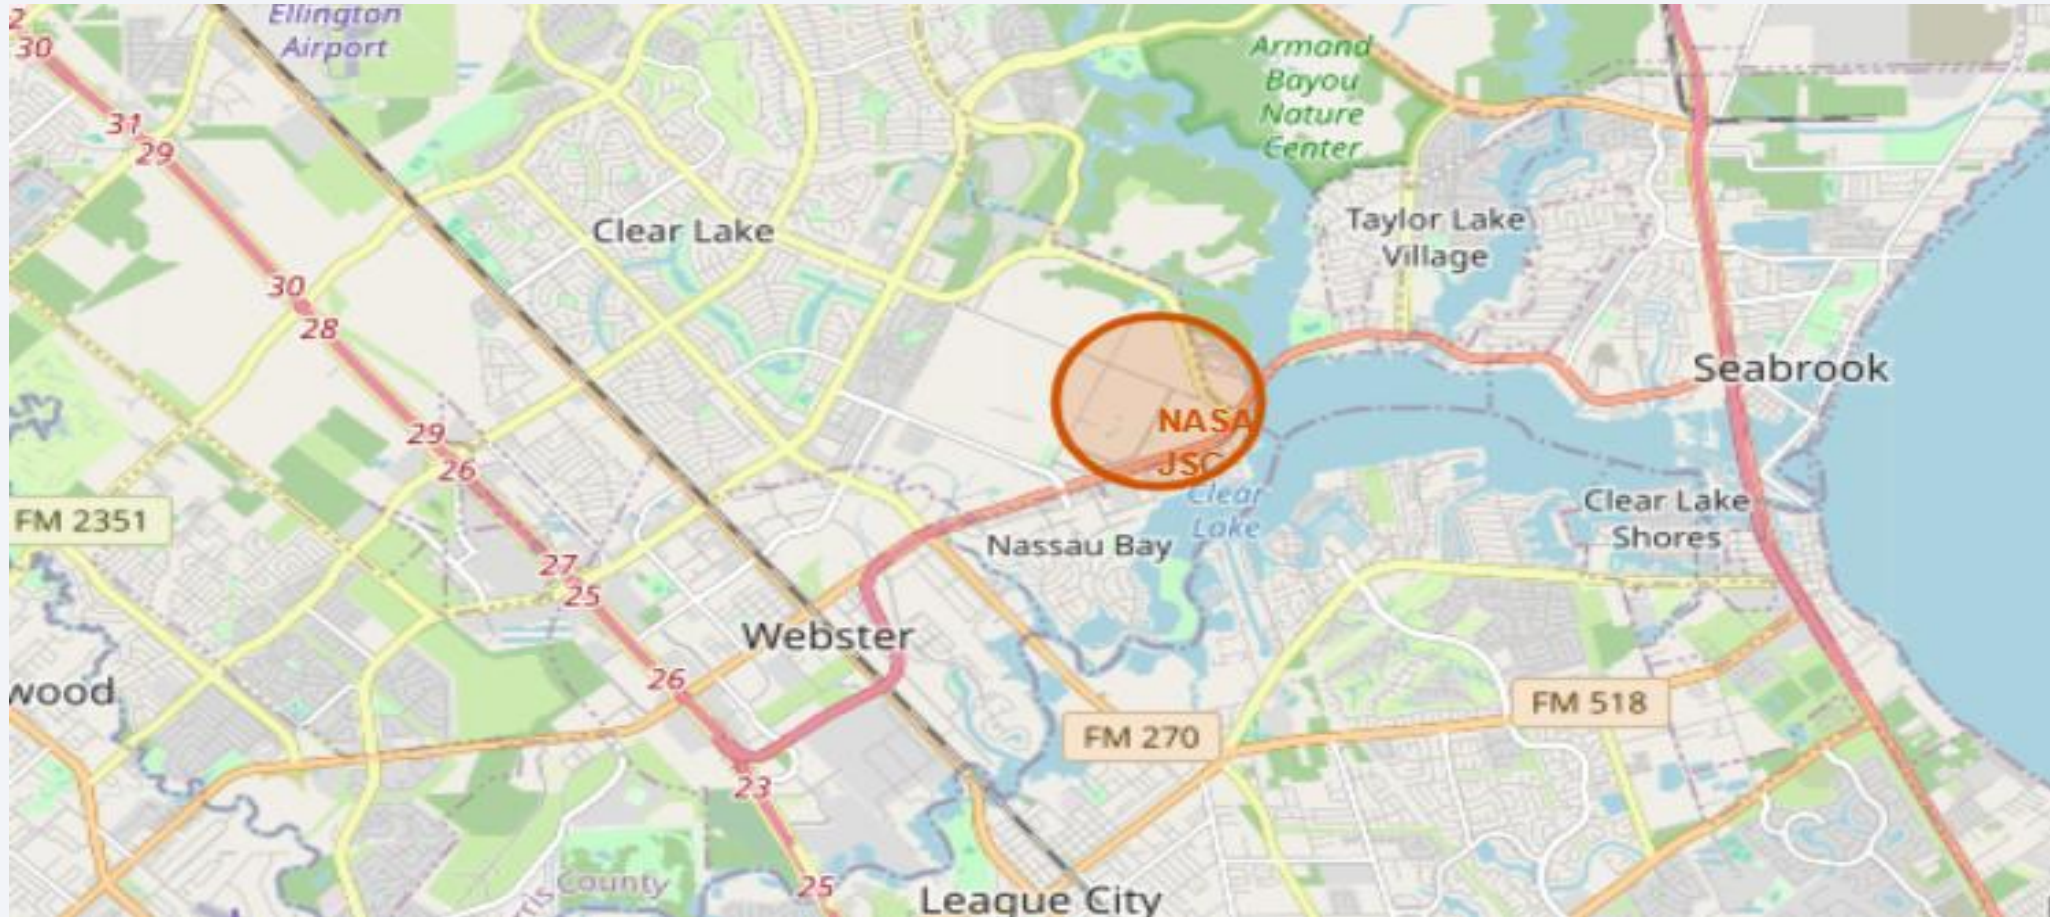 Ellington
Airport
2
30
31
29
Armand
Bayou
Nature
Center
Clear Lake
Taylor Lake
Village
30
28
Seabrook
NASA
JSC
29
26
Clear
Lake
Clear Lake
Shores
FM 2351
Nassau Bay
27
25
Webster
26
wood
FM 518
FM 270
23
25
rris County
League City